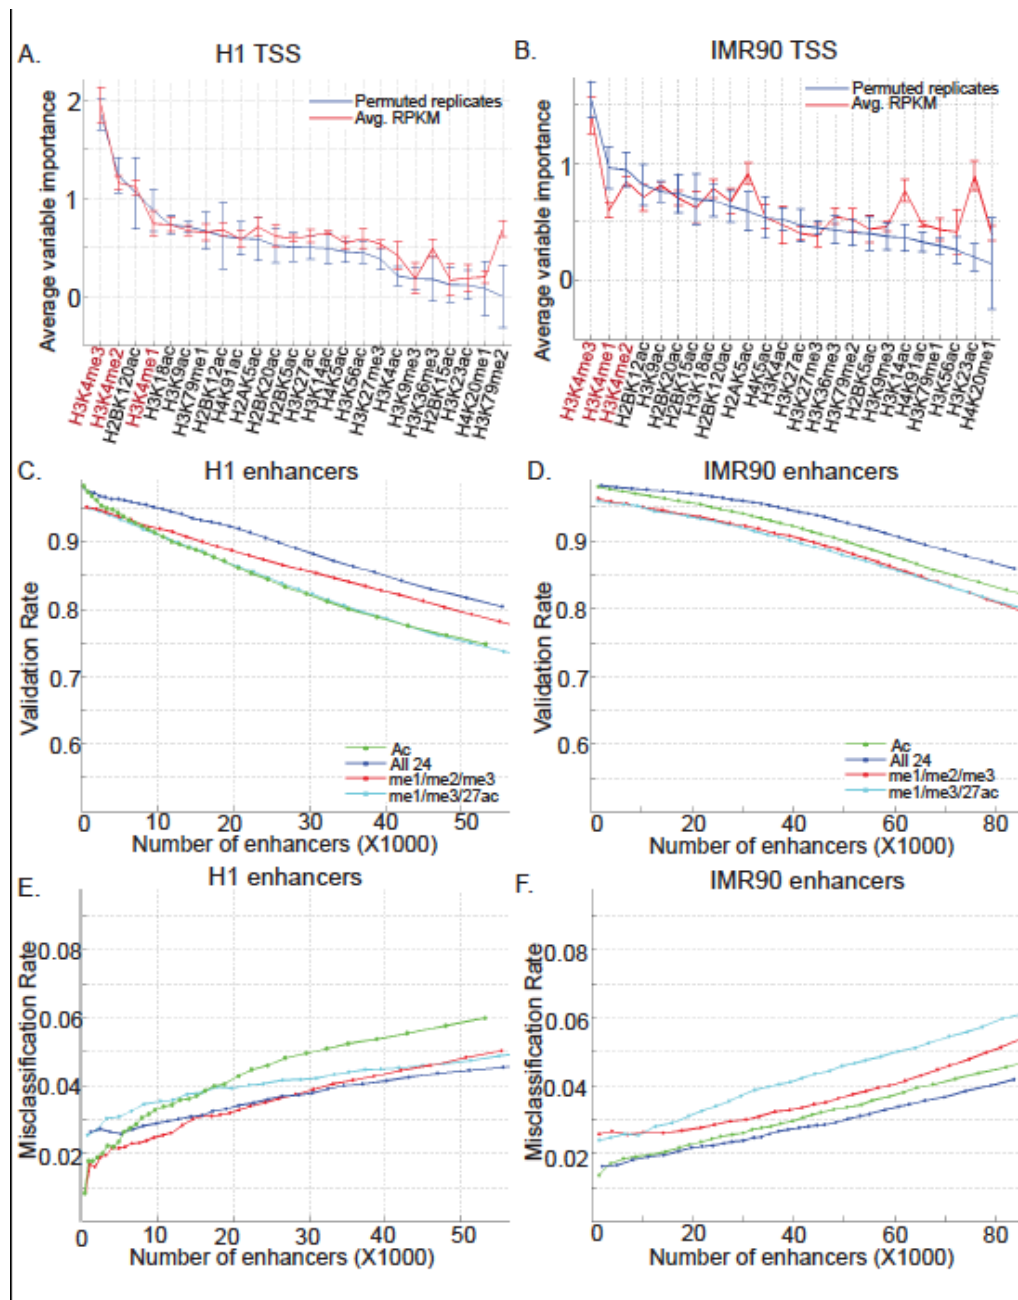 A.
H1 TSS
Average variable importance
2
1
0
Permuted replicates
Avg. RPKM
H3K4me3
H3K4me2
H2BK120ac
H3K4me1
H3K18ac
H3K9ac
H3K79me1
H2BK12ac
H4K91ac
H2AK5ac
H2BK20ac
H2BK5ac
H3K27ac
H3K14ac
H4K5ac
H3K56ac
H3K27me3
H3K4ac
H3K9me3
H3K36me3
H2BK15ac
H3K23ac
H4K20me1
H3K79me2
B.
IMR90 TSS
Average variable importance
1
0
Permuted replicates
Avg. RPKM
H3K4me3
H3K4me1
H3K4me2
H2BK12ac
H3K9ac
H2BK20ac
H2BK15ac
H3K18ac
H2BK120ac
H2AK5ac
H4K5ac
H3K4ac
H3K27ac
H3K27me3
H3K36me3
H3K79me2
H2BK5ac
H3K9me3
H3K14ac
H4K91ac
H3K79me1
H3K56ac
H3K23ac
H4K20me1
C.
H1 enhancers
Validation Rate
0.9
0.8
0.7
0.6
Ac
All 24
me1/me2/me3
me1/me3/27ac
0 10 20 30 40 50
Number of enhancers (X1000)
D.
IMR90 enhancers
Validation Rate
0.9
0.8
0.7
0.6
Ac
All 24
me1/me2/me3
me1/me3/27ac
0 20 40 60 80
Number of enhancers (X1000)
E.
H1 enhancers
Misclassification Rate
0.08
0.06
0.04
0.02
0 10 20 30 40 50
Number of enhancers (X1000)
F.
IMR90 enhancers
Misclassification Rate
0.08
0.06
0.04
0.02
0 20 40 60 80
Number of enhancers (X1000)